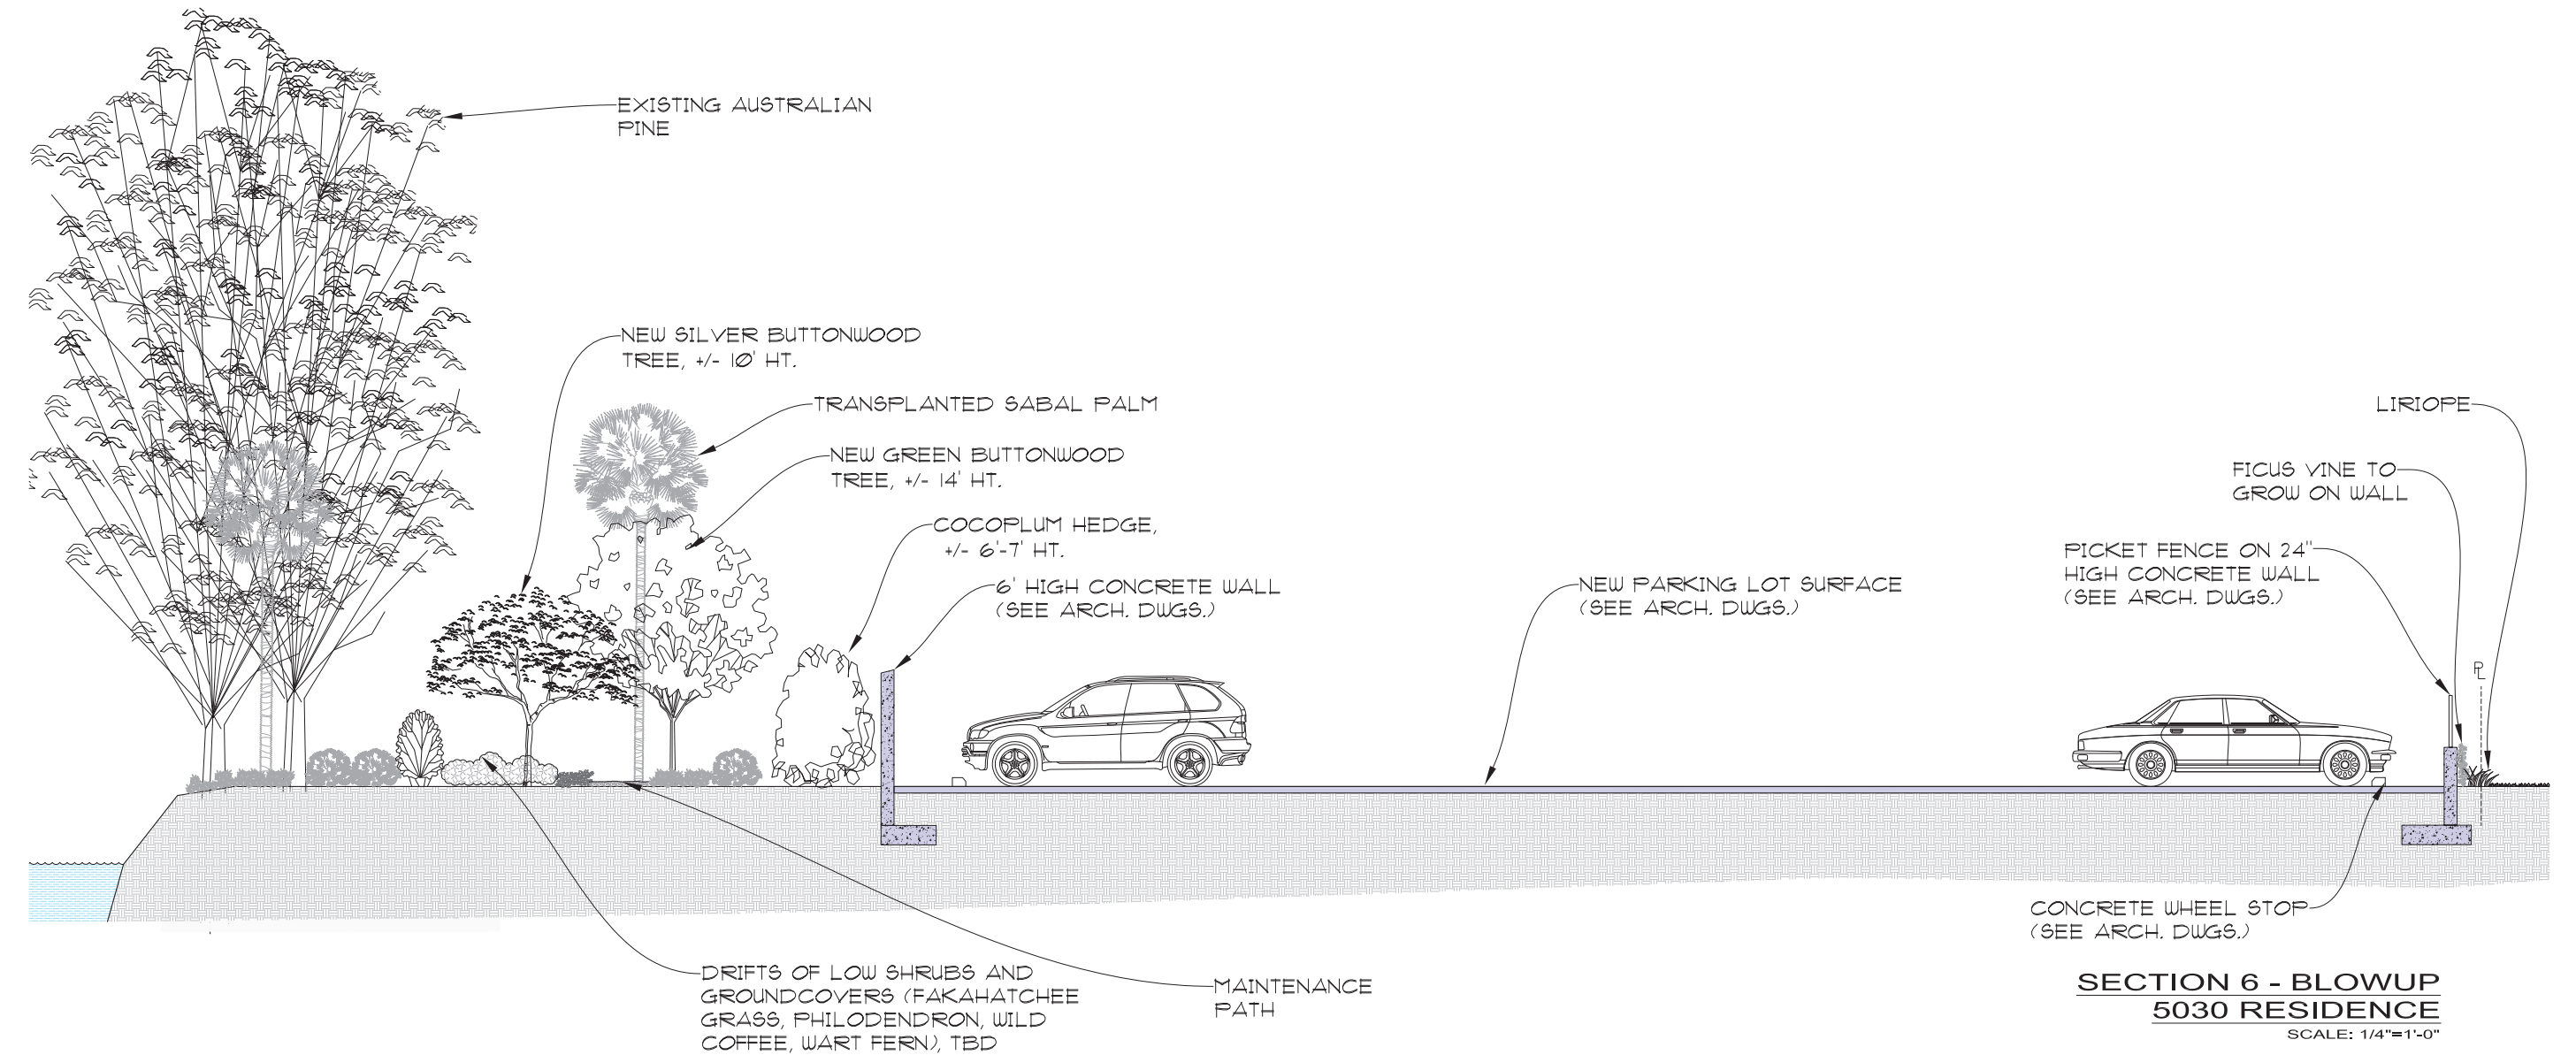 EXISTING AUSTRALIAN
PINE
NEW SILVER BUTTONWOOD
TREE, +/- 10' HT.
TRANSPLANTED SABAL PALM
NEW GREEN BUTTONWOOD
TREE, +/- 14' HT.
COCOPLUM HEDGE,
+/- 6'-7' HT.
6' HIGH CONCRETE WALL
(SEE ARCH. DWGS.)
NEW PARKING LOT SURFACE
(SEE ARCH. DWGS.)
LIRIOPE
FICUS VINE TO
GROW ON WALL
PICKET FENCE ON 24"
HIGH CONCRETE WALL
(SEE ARCH. DWGS.)
PL
CONCRETE WHEEL STOP
(SEE ARCH. DWGS.)
DRIFTS OF LOW SHRUBS AND
GROUNDCOVERS (FAKAHATCHEE
GRASS, PHILODENDRON, WILD
COFFEE, WART FERN), TBD
MAINTENANCE
PATH
SECTION 6 - BLOWUP
5030 RESIDENCE
SCALE: 1/4"=1'-0"